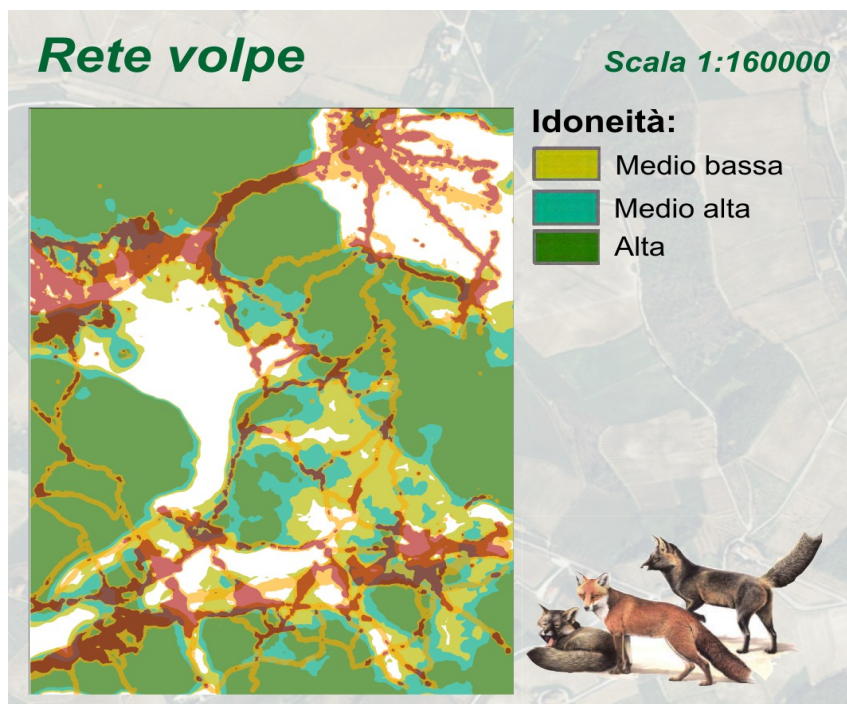 Rete volpe
Scala 1:160000
Idoneità:
Medio bassa
Medio alta
Alta